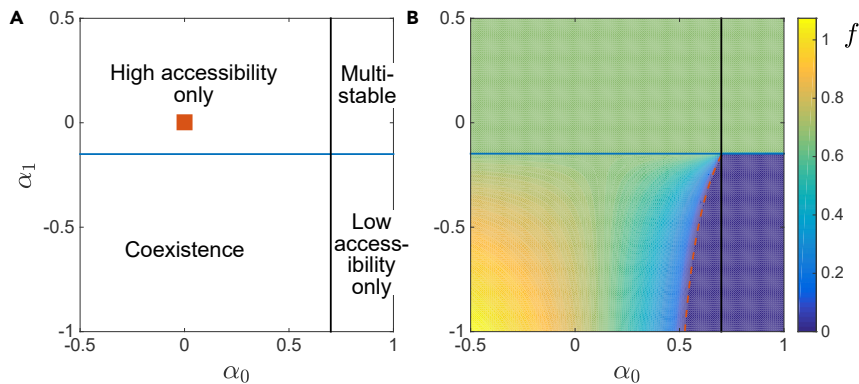 A
0.5
0
-0.5
-1
α1
High accessibility
only
Multi-
stable
Coexistence
Low
access-
ibility
only
-0.5
0
0.5
1
α0
B
0.5
0
-0.5
-1
-0.5
0
0.5
1
α0
f
1
0.8
0.6
0.4
0.2
0